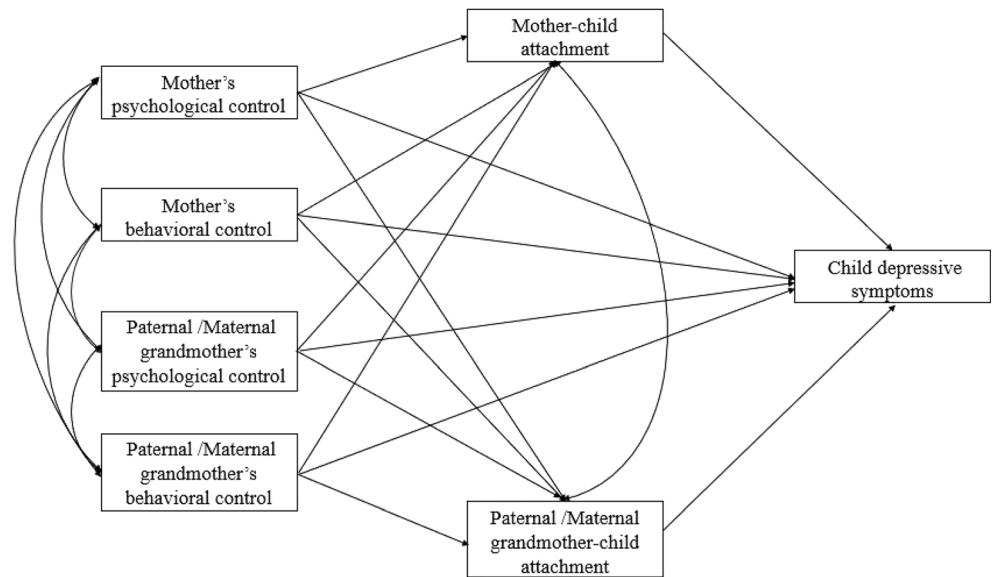 Mother-child
attachment
Mother’s
psychological control
Mother’s
behavioral control
Child depressive
symptoms
Paternal /Maternal
grandmother’s
psychological control
Paternal /Maternal
grandmother’s
behavioral control
Paternal /Maternal
grandmother-child
attachment